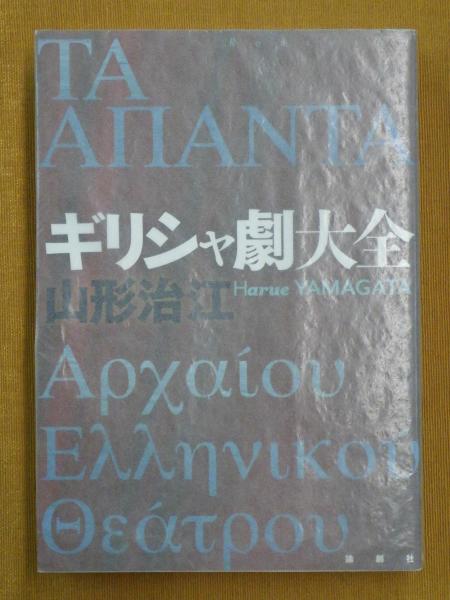 ΤΑ
ΑΠΑΝΤΑ
ギリシャ劇大全
山形治江 Harue YAMAGATA
Αρχαίου
Ελληνικού
Θεάτρου
論創社